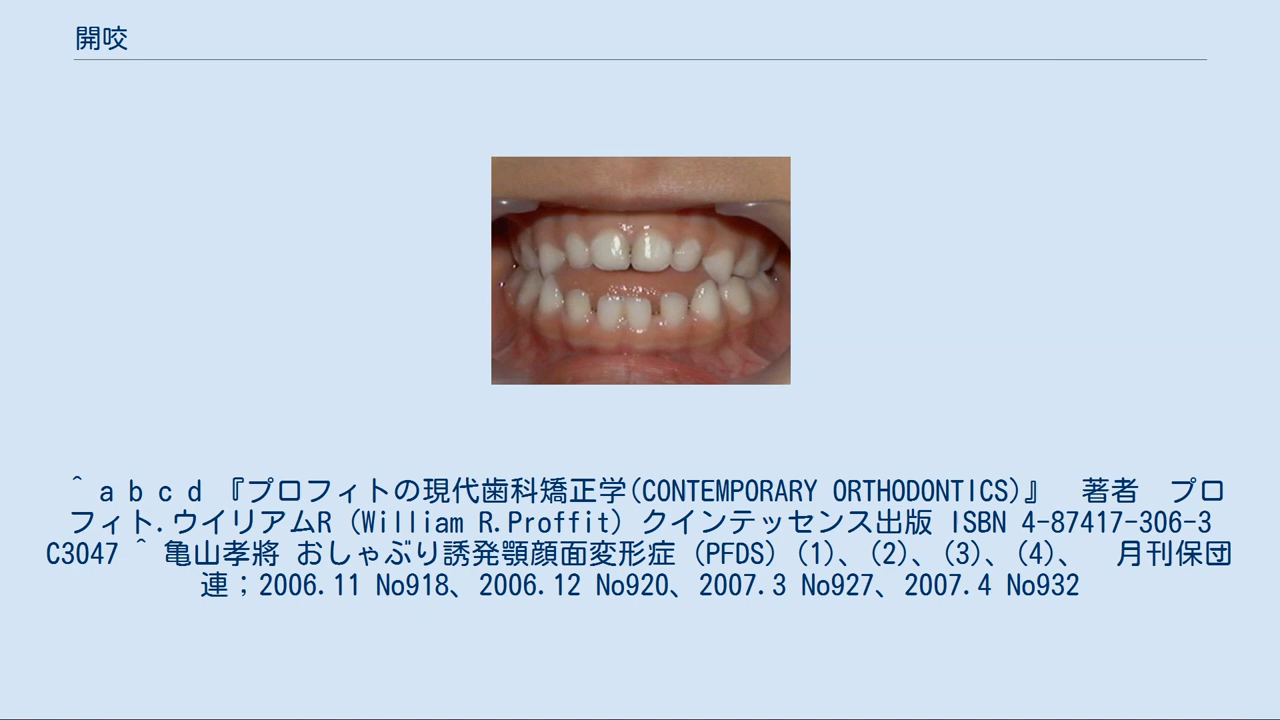 開咬
^ a b c d 『プロフィトの現代歯科矯正学(CONTEMPORARY ORTHODONTICS)』　著者　プロ
フィト.ウイリアムR (William R.Proffit) クインテッセンス出版 ISBN 4-87417-306-3
C3047 ^ 亀山孝將 おしゃぶり誘発顎顔面変形症 (PFDS) (1)、(2)、(3)、(4)、　月刊保団
連；2006.11 No918、2006.12 No920、2007.3 No927、2007.4 No932